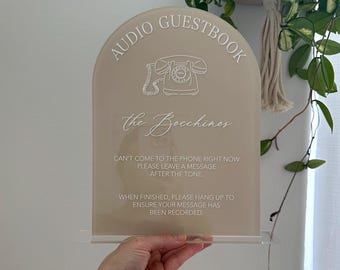 AUDIO GUESTBOOK
the Bocchinos
CAN'T COME TO THE PHONE RIGHT NOW
PLEASE LEAVE A MESSAGE
AFTER THE TONE.
WHEN FINISHED, PLEASE HANG UP TO
ENSURE YOUR MESSAGE HAS
BEEN RECORDED.